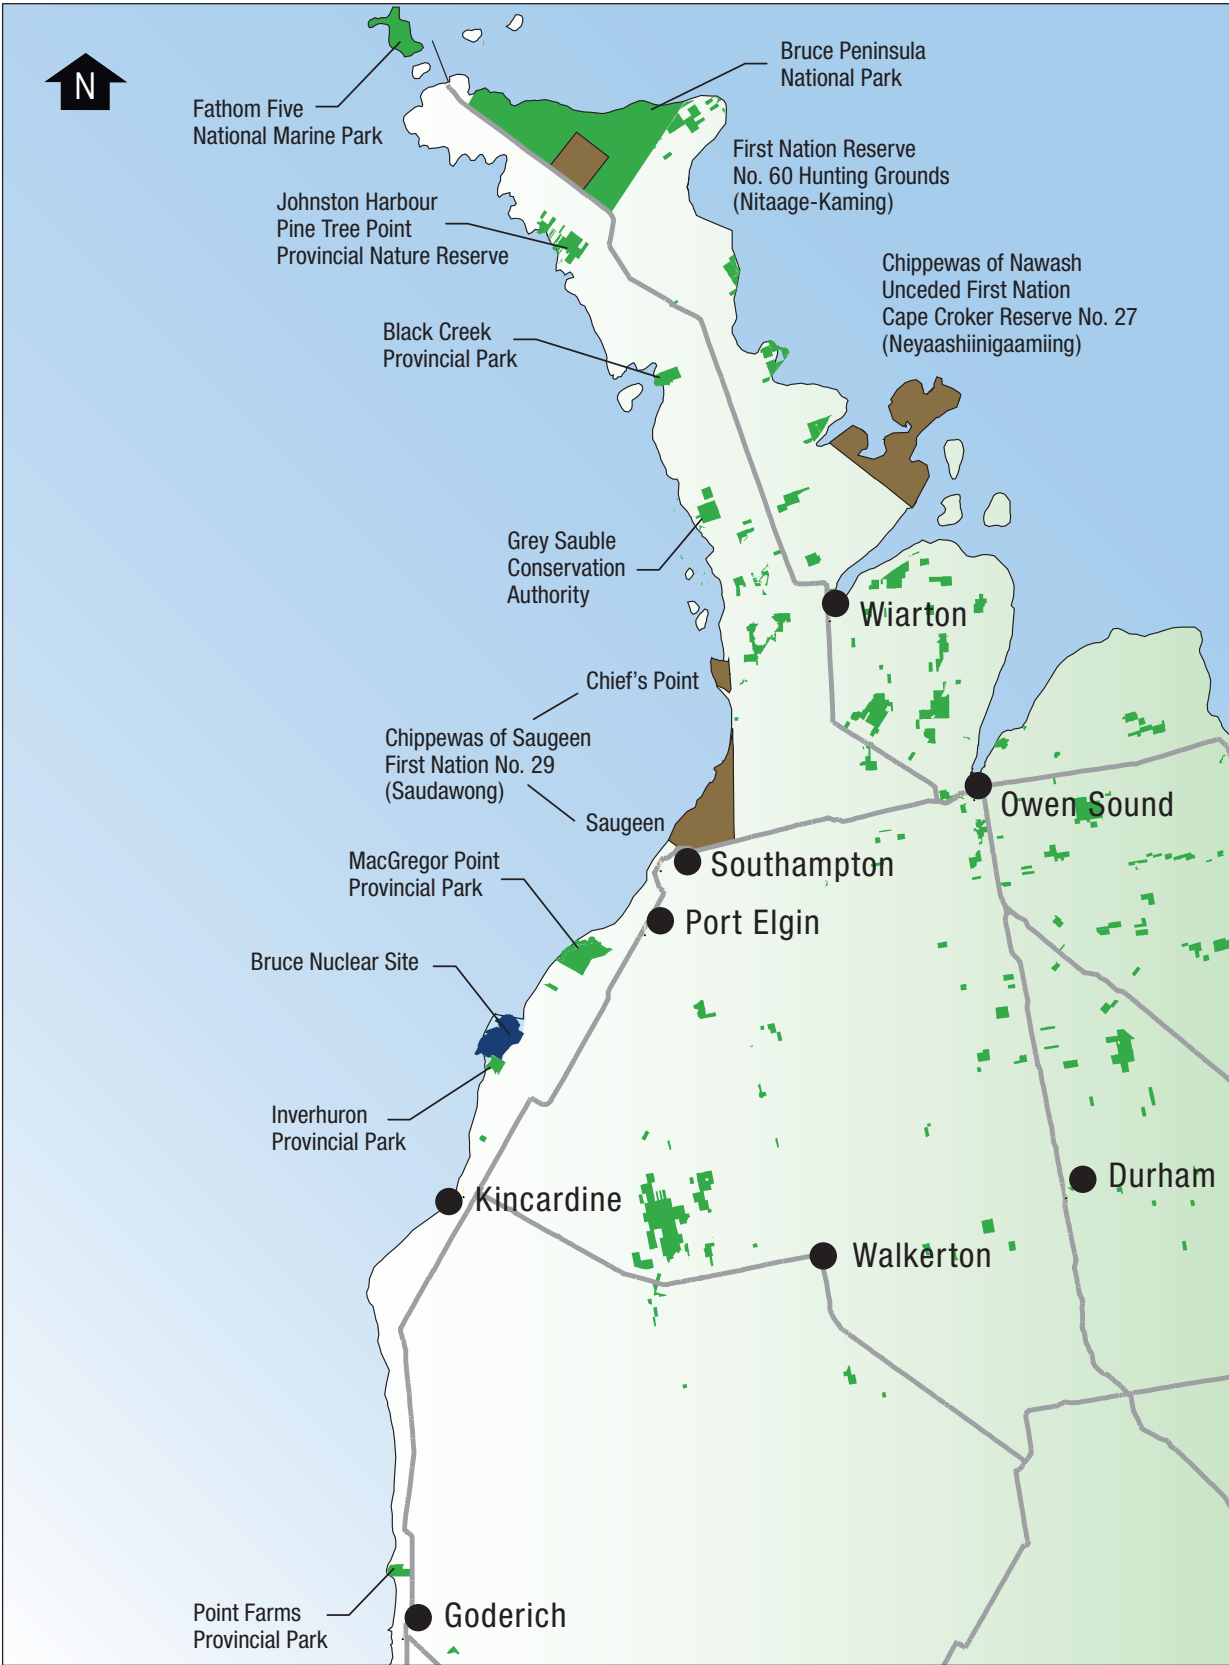 N
Bruce Peninsula
National Park
Fathom Five
National Marine Park
First Nation Reserve
No. 60 Hunting Grounds
(Nitaage-Kaming)
Johnston Harbour
Pine Tree Point
Provincial Nature Reserve
Chippewas of Nawash
Unceded First Nation
Cape Croker Reserve No. 27
(Neyaashiinigaamiing)
Black Creek
Provincial Park
Grey Sauble
Conservation
Authority
Wiarton
Chief's Point
Chippewas of Saugeen
First Nation No. 29
(Saudawong)
Saugeen
Owen Sound
MacGregor Point
Provincial Park
Southampton
Port Elgin
Bruce Nuclear Site
Inverhuron
Provincial Park
Kincardine
Durham
Walkerton
Point Farms
Provincial Park
Goderich